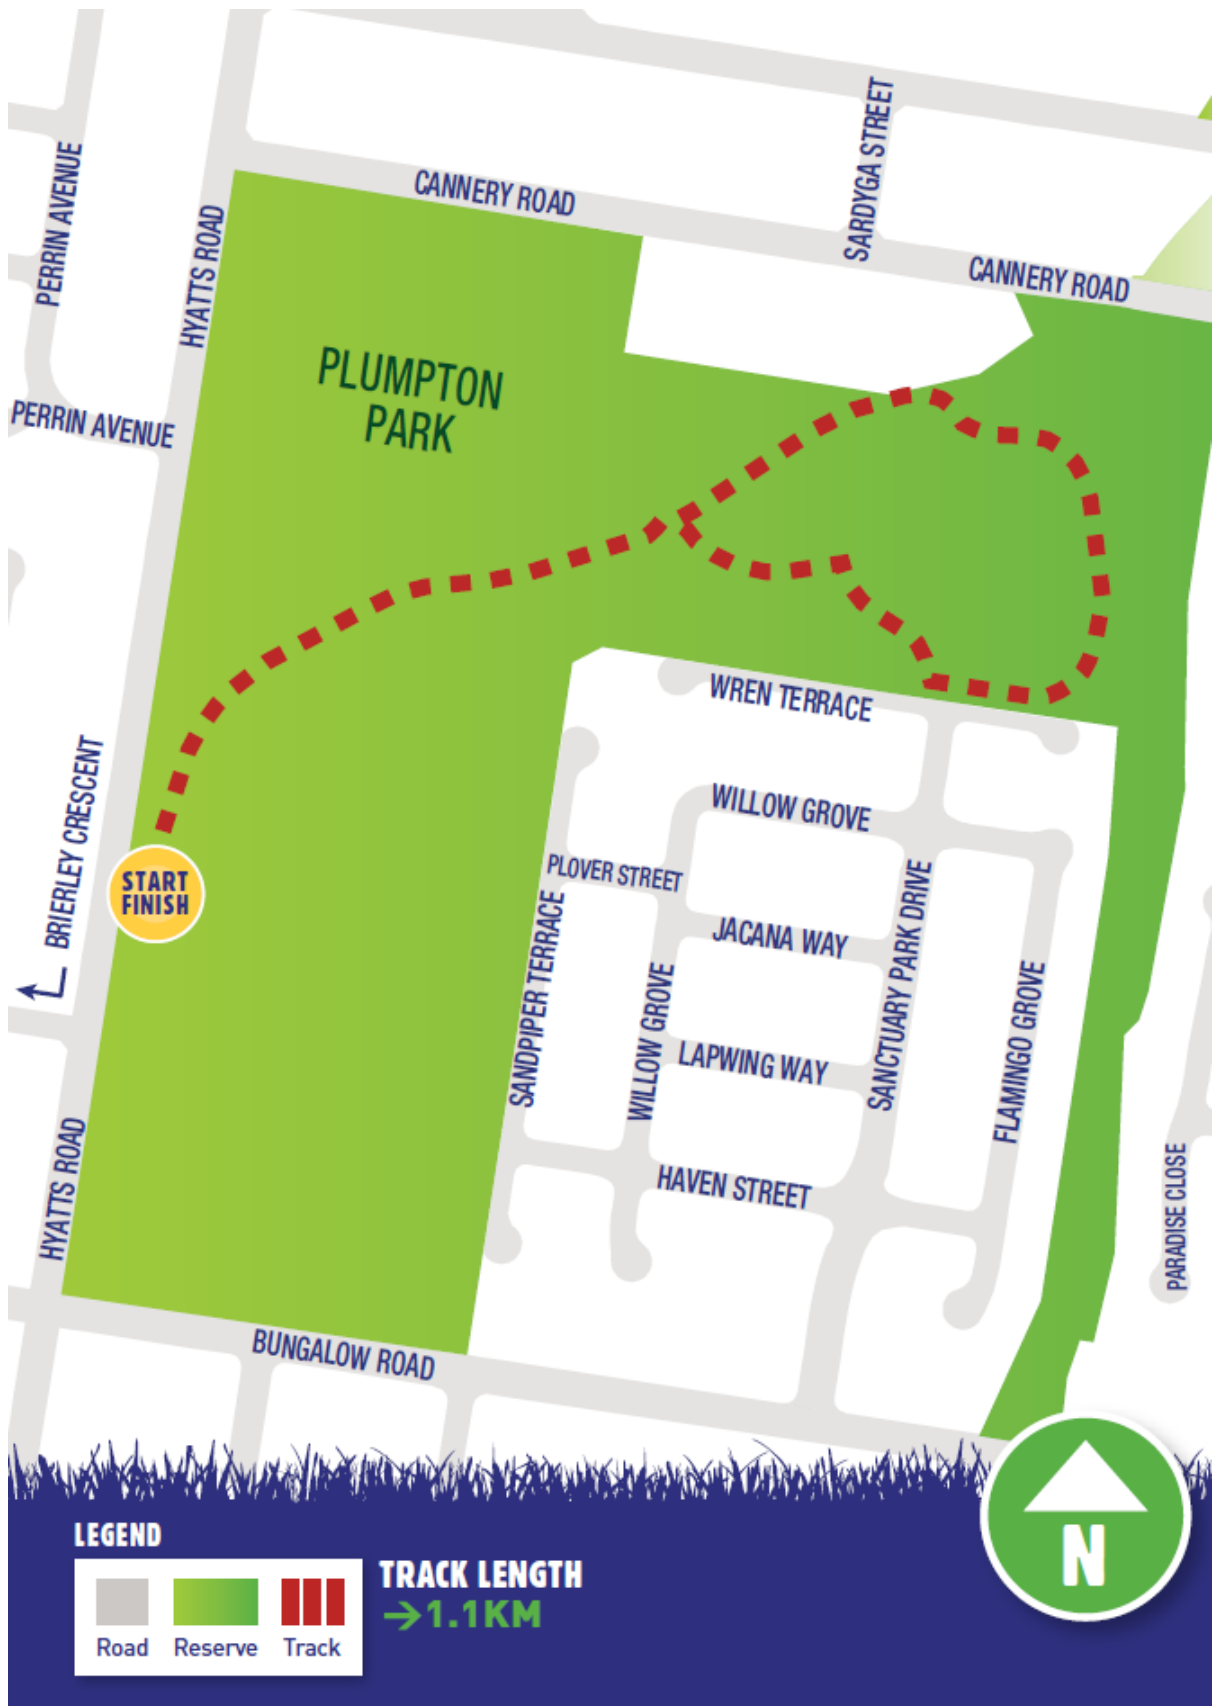 SARDYGA STREET
PERRIN AVENUE
CANNERY ROAD
HYATTS ROAD
CANNERY ROAD
PLUMPTON
PARK
PERRIN AVENUE
WREN TERRACE
BRIERLEY CRESCENT
WILLOW GROVE
START
FINISH
PLOVER STREET
SANCTUARY PARK DRIVE
SANDPIPER TERRACE
JACANA WAY
WILLOW GROVE
FLAMINGO GROVE
LAPWING WAY
HYATTS ROAD
PARADISE CLOSE
HAVEN STREET
BUNGALOW ROAD
N
LEGEND
Road
Reserve
Track
TRACK LENGTH
→1.1KM